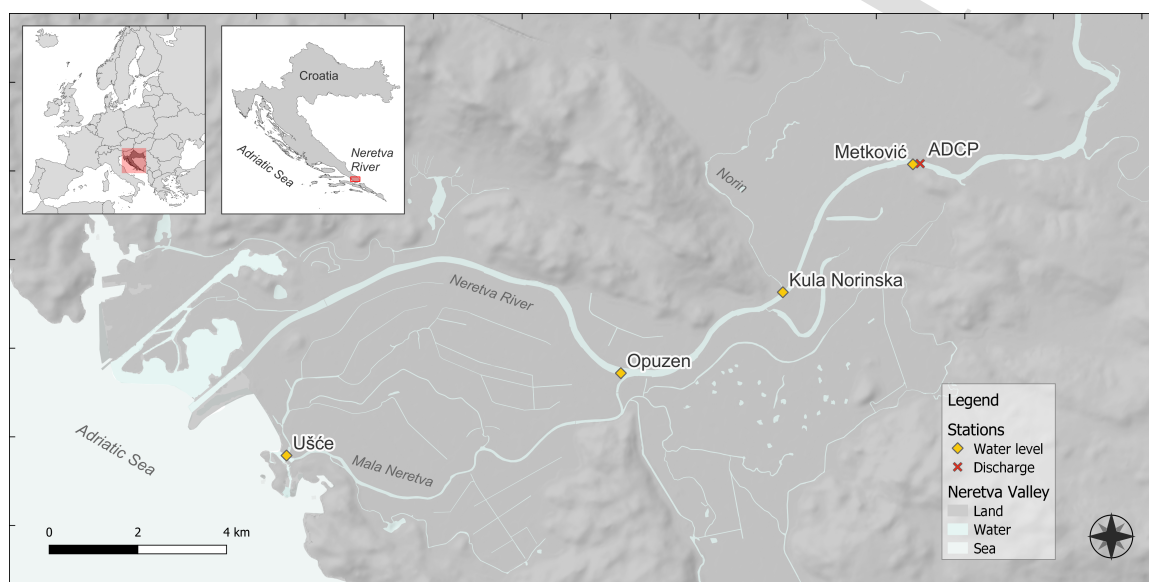 Croatia
Adriatic Sea
Neretva
River
Metković
ADCP
Norin
Kula Norinska
Neretva River
Opuzen
Ušće
Mala Neretva
Adriatic Sea
0 2 4 km
Legend
Stations
Water level
Discharge
Neretva Valley
Land
Water
Sea